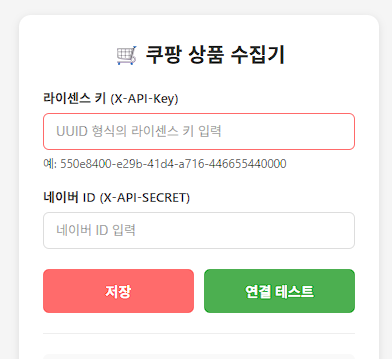 🛒 쿠팡 상품 수집기
라이센스 키 (X-API-Key)
UUID 형식의 라이센스 키 입력
예: 550e8400-e29b-41d4-a716-446655440000
네이버 ID (X-API-SECRET)
네이버 ID 입력
저장
연결 테스트